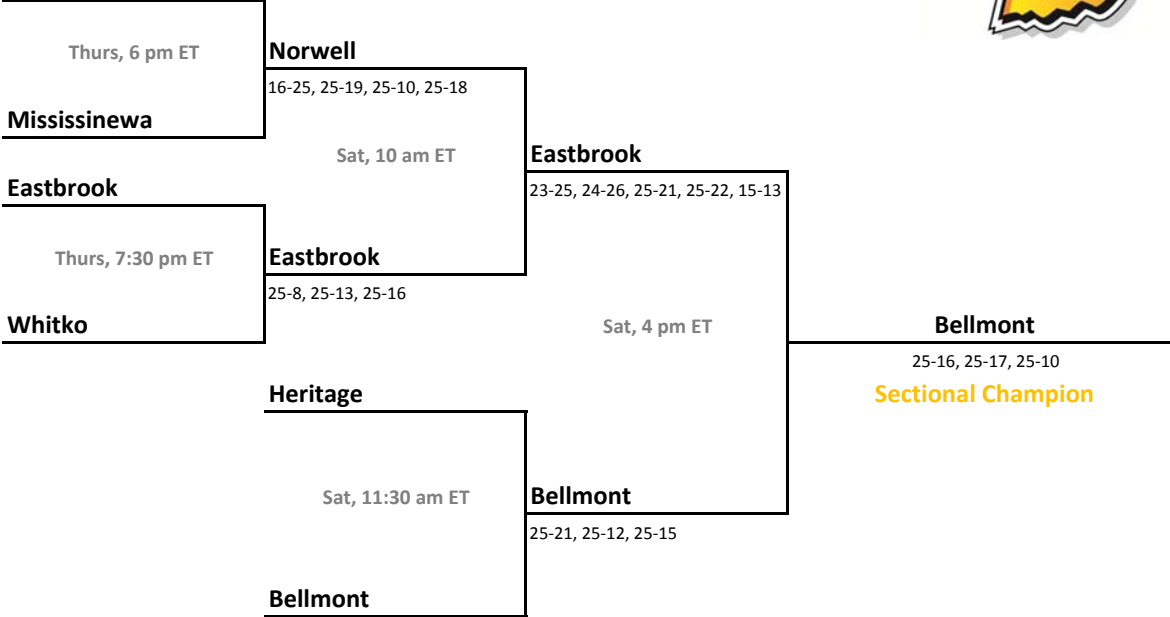 Thurs, 6 pm ET
Norwell
16-25, 25-19, 25-10, 25-18
Mississinewa
Sat, 10 am ET
Eastbrook
Eastbrook
23-25, 24-26, 25-21, 25-22, 15-13
Thurs, 7:30 pm ET
Eastbrook
25-8, 25-13, 25-16
Whitko
Sat, 4 pm ET
Bellmont
25-16, 25-17, 25-10
Heritage
Sectional Champion
Sat, 11:30 am ET
Bellmont
25-21, 25-12, 25-15
Bellmont